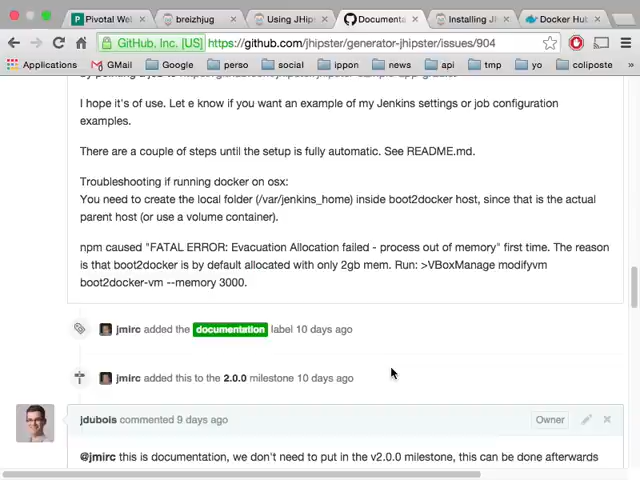 Pivotal Wel
breizhjug
Using JHips
Documenta
Installing JH
Docker Hub
GitHub, Inc. [US] https://github.com/jhipster/generator-jhipster/issues/904
Applications GMail Google perso social ippon news api tmp yo coliposte »
I hope it's of use. Let e know if you want an example of my Jenkins settings or job configuration
examples.
There are a couple of steps until the setup is fully automatic. See README.md.
Troubleshooting if running docker on osx:
You need to create the local folder (/var/jenkins_home) inside boot2docker host, since that is the actual
parent host (or use a volume container).
npm caused "FATAL ERROR: Evacuation Allocation failed - process out of memory" first time. The reason
is that boot2docker is by default allocated with only 2gb mem. Run: >VBoxManage modifyvm
boot2docker-vm --memory 3000.
jmirc added the documentation label 10 days ago
jmirc added this to the 2.0.0 milestone 10 days ago
jdubois commented 9 days ago Owner
@jmirc this is documentation, we don't need to put in the v2.0.0 milestone, this can be done afterwards